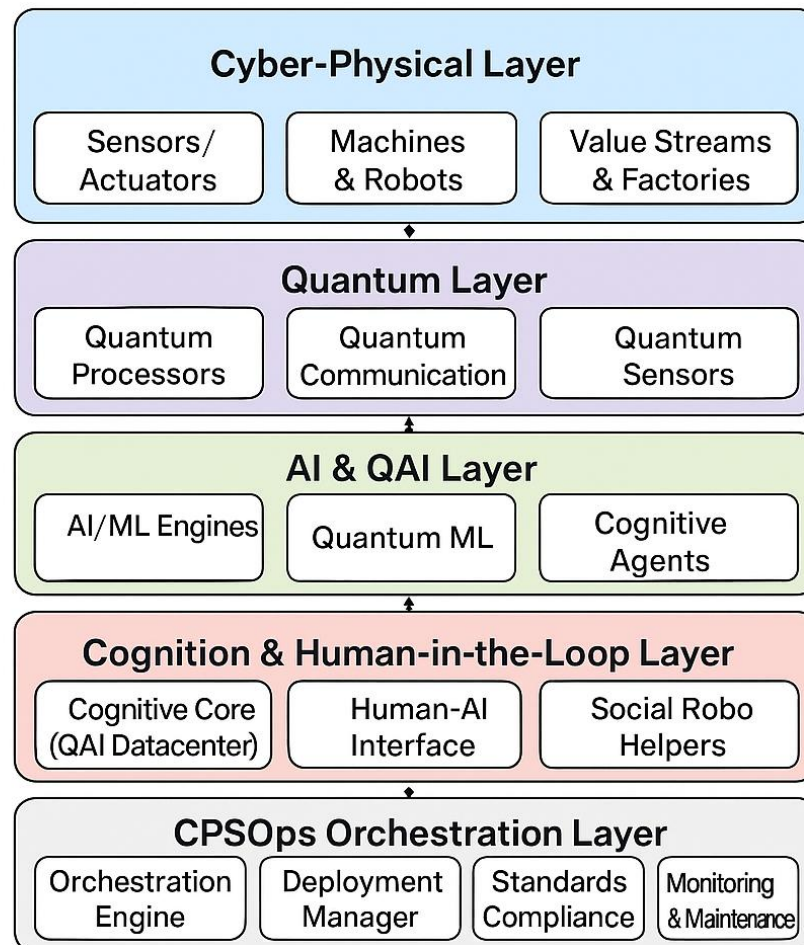 Cyber-Physical Layer
Sensors/
Actuators
Machines
& Robots
Value Streams
& Factories
Quantum Layer
Quantum
Processors
Quantum
Communication
Quantum
Sensors
AI & QAI Layer
AI/ML Engines
Quantum ML
Cognitive
Agents
Cognition & Human-in-the-Loop Layer
Cognitive Core
(QAI Datacenter)
Human-AI
Interface
Social Robo
Helpers
CPSOps Orchestration Layer
Orchestration
Engine
Deployment
Manager
Standards
Compliance
Monitoring
& Maintenance